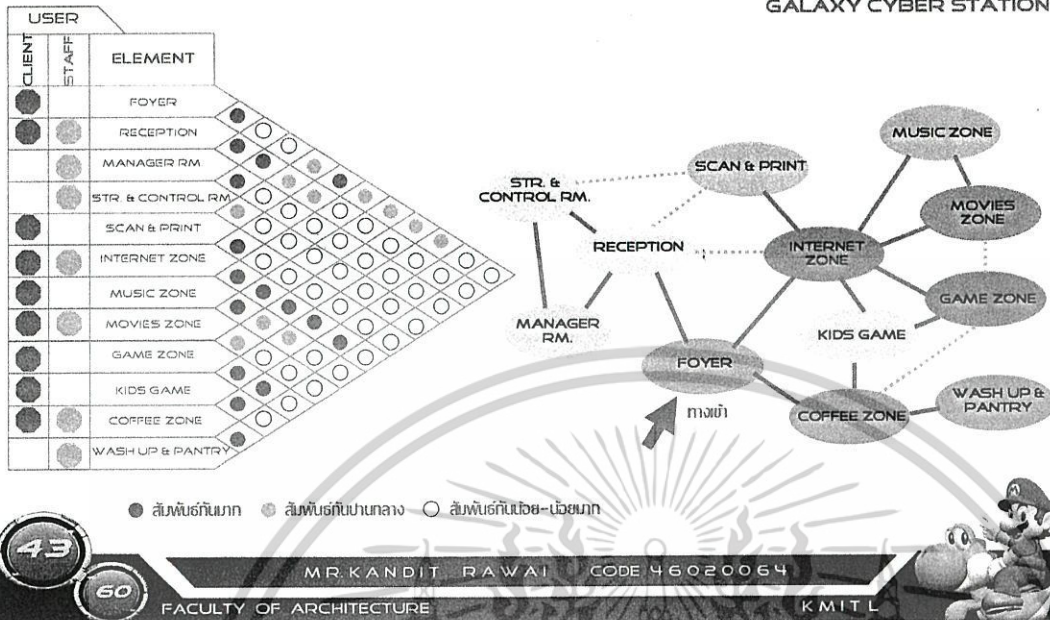 GALAXY CYBER STATION
USER
CLIENT
STAFF
ELEMENT
FOYER
RECEPTION
MANAGER RM.
STR. & CONTROL RM.
SCAN & PRINT
INTERNET ZONE
MUSIC ZONE
MOVIES ZONE
GAME ZONE
KIDS GAME
COFFEE ZONE
WASH UP & PANTRY
MUSIC ZONE
SCAN & PRINT
STR. &
CONTROL RM.
MOVIES
ZONE
RECEPTION
INTERNET
ZONE
GAME ZONE
MANAGER
RM.
KIDS GAME
FOYER
WASH UP &
PANTRY
COFFEE ZONE
ทางเข้า
สัมพันธ์กันมาก
สัมพันธ์กันปานกลาง
สัมพันธ์กันน้อย-น้อยมาก
43
60
MR.KANDIT RAWAI CODE 46020064
FACULTY OF ARCHITECTURE
KMITL